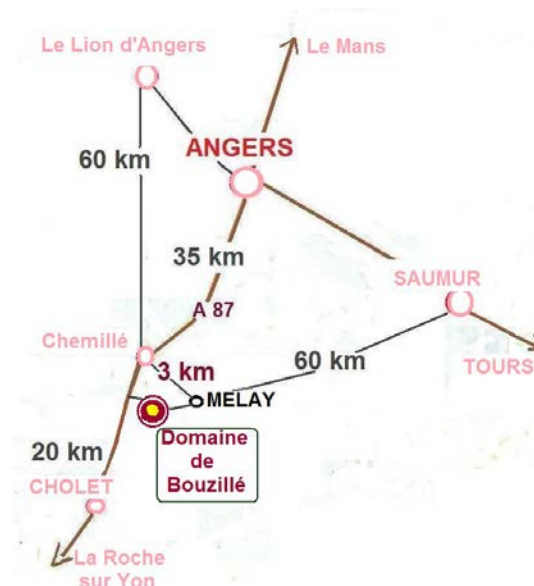 Le Lion d'Angers
Le Mans
60 km
ANGERS
35 km
SAUMUR
A 87
Chemillé
60 km
TOURS
3 km
MELAY
20 km
Domaine
de
Bouzillé
CHOLET
La Roche
sur Yon